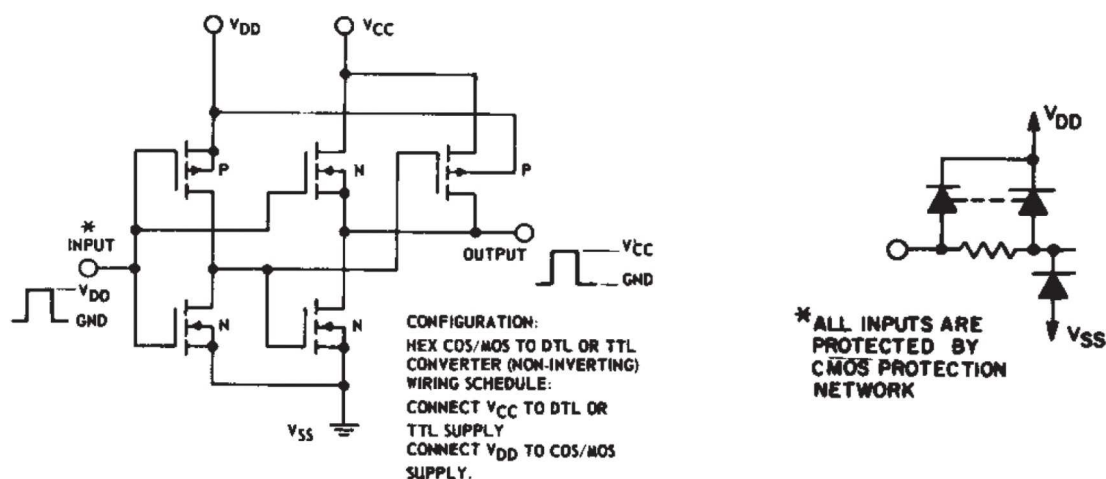 VDD
VCC
P
N
P
*
INPUT
VDD
GND
N
N
OUTPUT
VCC
GND
VSS
CONFIGURATION:
HEX COS/MOS TO DTL OR TTL
CONVERTER (NON-INVERTING)
WIRING SCHEDULE:
CONNECT VCC TO DTL OR
TTL SUPPLY
CONNECT VDD TO COS/MOS
SUPPLY.
VDD
VSS
*ALL INPUTS ARE
PROTECTED BY
CMOS PROTECTION
NETWORK